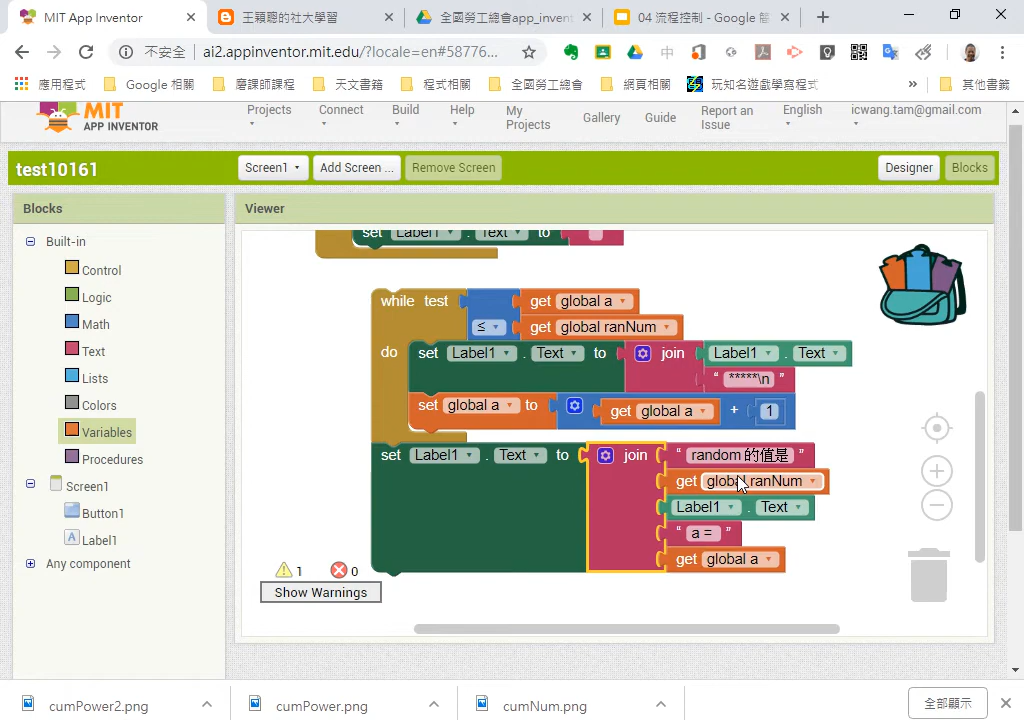 MIT App Inventor
王穎聰的社大學習
全國勞工總會app_invent
04 流程控制 - Google 簡
不安全
ai2.appinventor.mit.edu/?locale=en#58776...
應用程式
Google 相關
磨課師課程
天文書籍
程式相關
全國勞工總會
網頁相關
玩知名遊戲學寫程式
»
其他書籤
MIT
APP INVENTOR
Projects
Connect
Build
Help
My Projects
Gallery
Guide
Report an Issue
English
icwang.tam@gmail.com
test10161
Screen1
Add Screen ...
Remove Screen
Designer
Blocks
Blocks
Viewer
Built-in
Control
Logic
Math
Text
Lists
Colors
Variables
Procedures
Screen1
Button1
Label1
Any component
set Label1 . Text to
while test get global a
≤ get global ranNum
do set Label1 . Text to join Label1 . Text
“ *****\n ”
set global a to get global a + 1
set Label1 . Text to join “ random 的值是 ”
get global ranNum
Label1 . Text
“ a = ”
get global a
1 0
Show Warnings
cumPower2.png
cumPower.png
cumNum.png
全部顯示